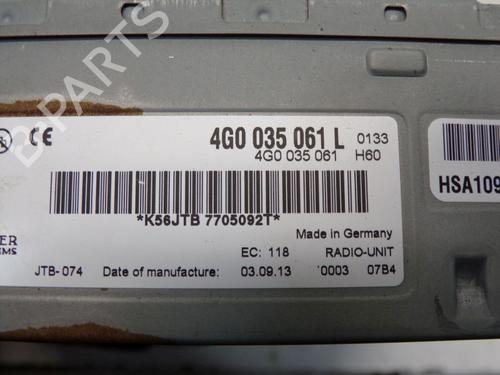 B-PARTS
CE 4G0 035 061 L 0133
4G0 035 061 H60
*K56JTB 7705092T*
HSA109
Made in Germany
EC: 118 RADIO-UNIT
JTB-074 Date of manufacture: 03.09.13 0003 07B4